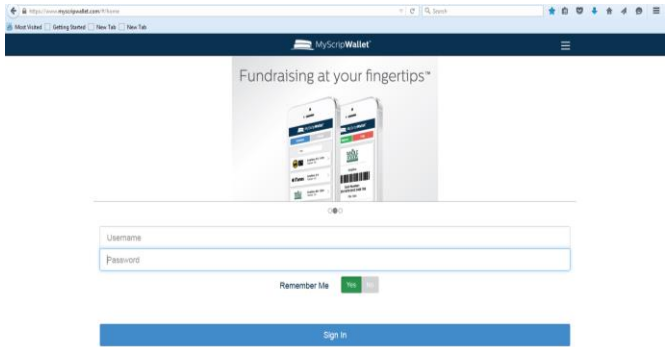 https://www.myscripwallet.com/#/home
Search
Most Visited Getting Started New Tab New Tab
MyScripWallet
Fundraising at your fingertips™
Username
Password
Remember Me Yes No
Sign In